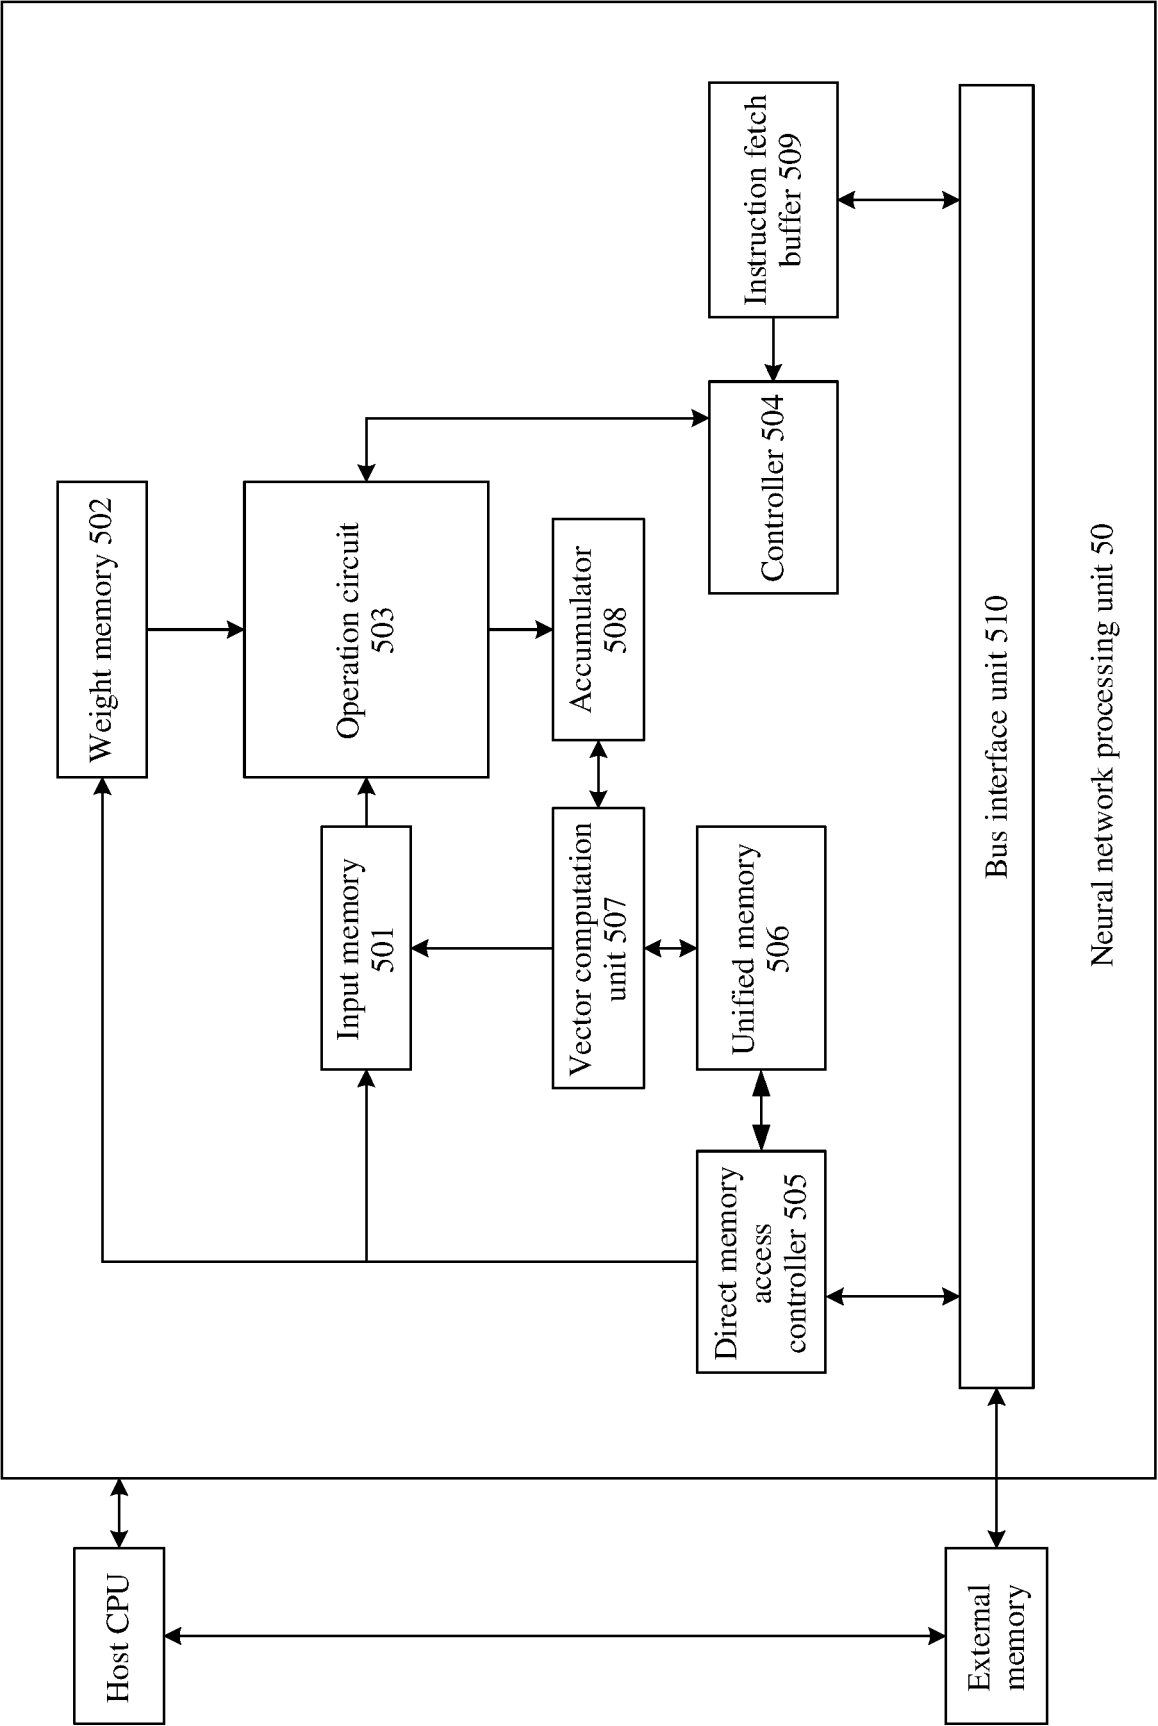 Host CPU
External
memory
Weight memory 502
Input memory
501
Operation circuit
503
Vector computation
unit 507
Accumulator
508
Direct memory
access
controller 505
Unified memory
506
Controller 504
Instruction fetch
buffer 509
Bus interface unit 510
Neural network processing unit 50